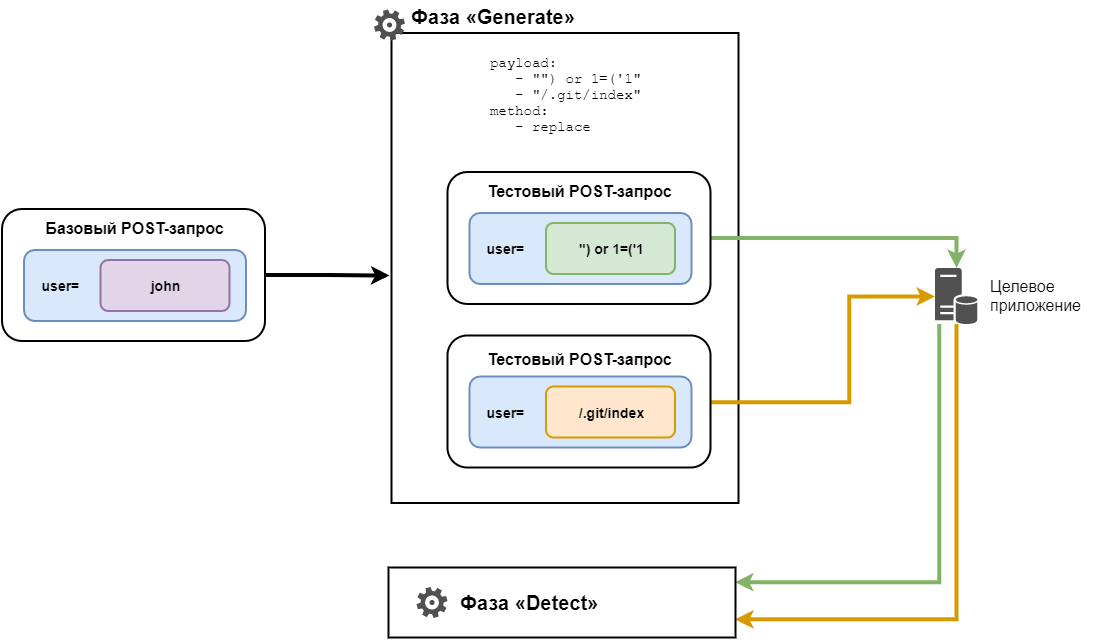 Фаза «Generate»
payload:
- "") or 1=('1"
- "/.git/index"
method:
- replace
Базовый POST-запрос
user=
john
Тестовый POST-запрос
user=
") or 1=('1
Тестовый POST-запрос
user=
/.git/index
Целевое
приложение
Фаза «Detect»